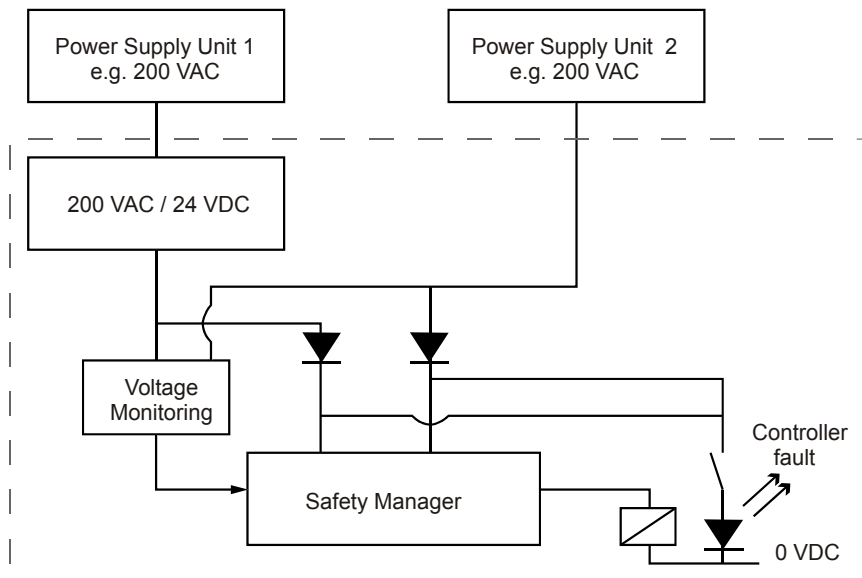 Power Supply Unit 1
e.g. 200 VAC
Power Supply Unit 2
e.g. 200 VAC
200 VAC / 24 VDC
Voltage
Monitoring
Controller
fault
Safety Manager
0 VDC